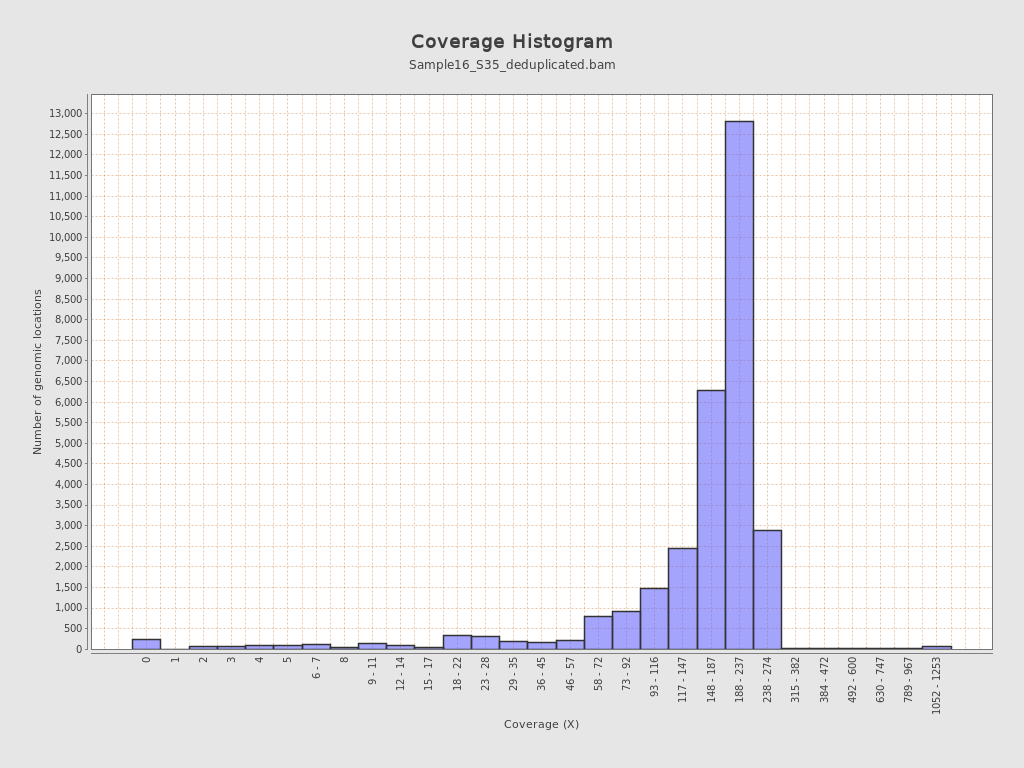 Coverage Histogram
Sample16_S35_deduplicated.bam
Number of genomic locations
13,000
12,500
12,000
11,500
11,000
10,500
10,000
9,500
9,000
8,500
8,000
7,500
7,000
6,500
6,000
5,500
5,000
4,500
4,000
3,500
3,000
2,500
2,000
1,500
1,000
500
0
0
1
2
3
4
5
6 - 7
8
9 - 11
12 - 14
15 - 17
18 - 22
23 - 28
29 - 35
36 - 45
46 - 57
58 - 72
73 - 92
93 - 116
117 - 147
148 - 187
188 - 237
238 - 274
315 - 382
384 - 472
492 - 600
630 - 747
789 - 967
1052 - 1253
Coverage (X)